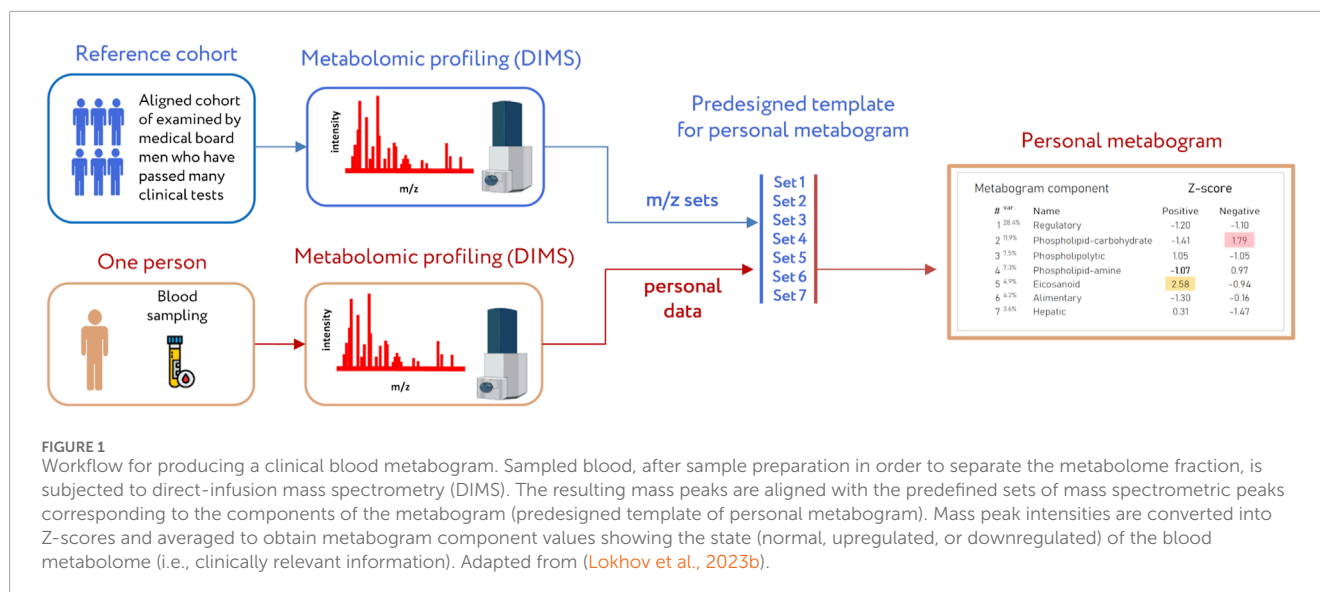 Reference cohort
Aligned cohort
of examined by
medical board
men who have
passed many
clinical tests
Metabolomic profiling (DIMS)
intensity
m/z
Predesigned template
for personal metabogram
m/z sets
Set 1
Set 2
Set 3
Set 4
Set 5
Set 6
Set 7
One person
Blood
sampling
Metabolomic profiling (DIMS)
intensity
m/z
personal
data
Personal metabogram
Metabogram component Z-score
# var. Name Positive Negative
1 28.4% Regulatory -1.20 -1.10
2 11.9% Phospholipid-carbohydrate -1.41 1.79
3 7.5% Phospholipolytic 1.05 -1.05
4 7.3% Phospholipid-amine -1.07 0.97
5 4.9% Eicosanoid 2.58 -0.94
6 4.2% Alimentary -1.30 -0.16
7 3.6% Hepatic 0.31 -1.47
FIGURE 1
Workflow for producing a clinical blood metabogram. Sampled blood, after sample preparation in order to separate the metabolome fraction, is
subjected to direct-infusion mass spectrometry (DIMS). The resulting mass peaks are aligned with the predefined sets of mass spectrometric peaks
corresponding to the components of the metabogram (predesigned template of personal metabogram). Mass peak intensities are converted into
Z-scores and averaged to obtain metabogram component values showing the state (normal, upregulated, or downregulated) of the blood
metabolome (i.e., clinically relevant information). Adapted from (Lokhov et al., 2023b).